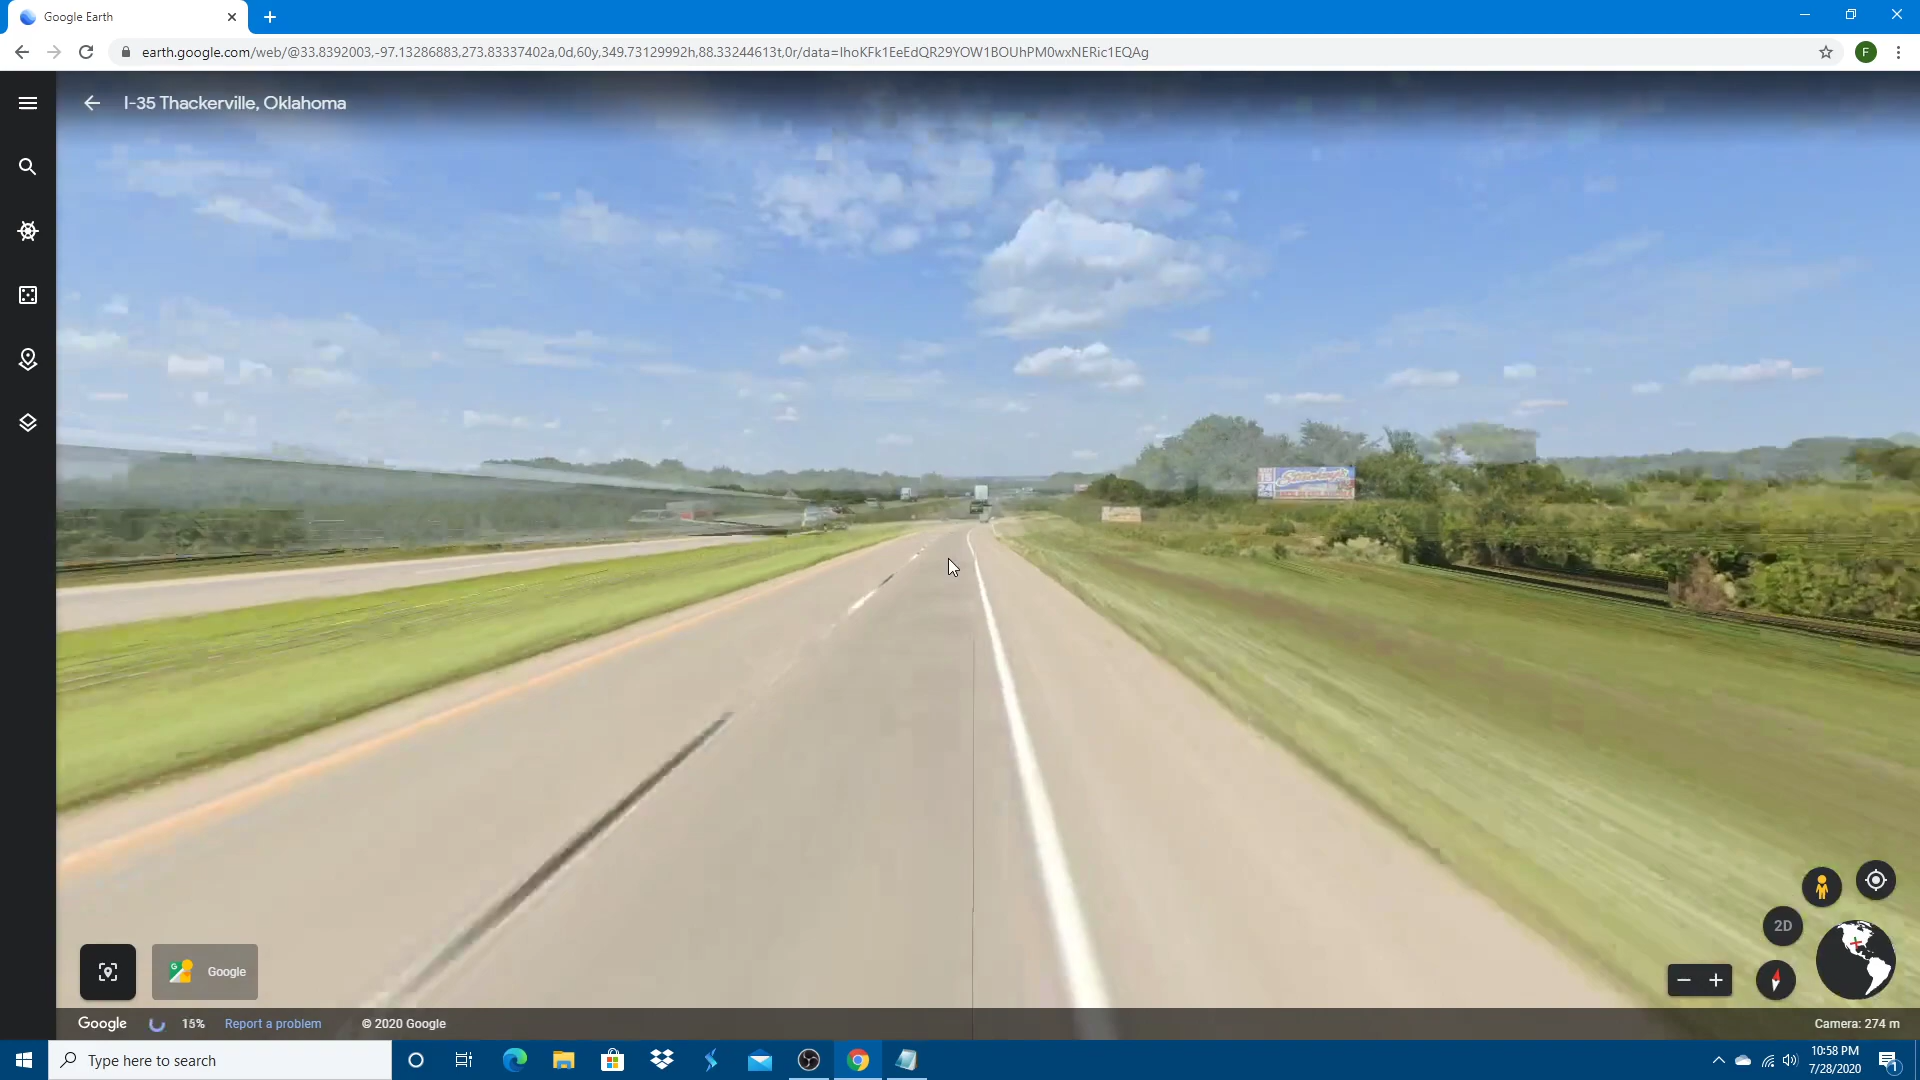 Google Earth
earth.google.com/web/@33.8392003,-97.13286883,273.83337402a,0d,60y,349.73129992h,88.33244613t,0r/data=IhoKFk1EeEdQR29YOW1BOUhPM0wxNERic1EQAg
F
I-35 Thackerville, Oklahoma
2D
Google
Google
15%
Report a problem
© 2020 Google
Camera: 274 m
Type here to search
10:58 PM
7/28/2020
1